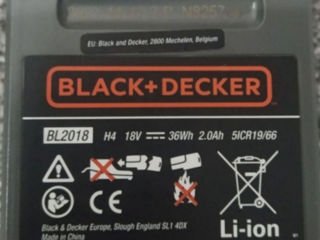 EU: Black and Decker, 2800 Mechelen, Belgium
BLACK+DECKER
BL2018 H4 18V 36Wh 2.0Ah 5ICR19/66
Li-ion
Black & Decker Europe, Slough England SL1 4DX
Made in China